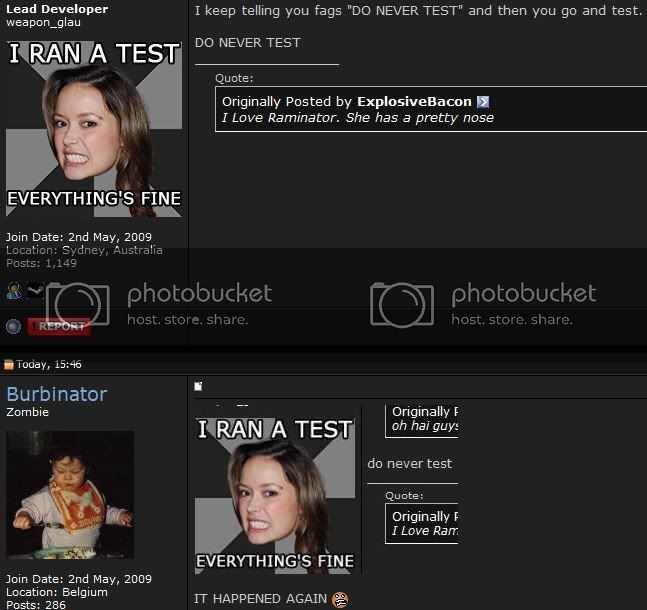 Lead Developer
weapon_glau
I RAN A TEST
EVERYTHING'S FINE
Join Date: 2nd May, 2009
Location: Sydney, Australia
Posts: 1,149
REPORT
I keep telling you fags "DO NEVER TEST" and then you go and test.
DO NEVER TEST
Quote:
Originally Posted by ExplosiveBacon
I Love Raminator. She has a pretty nose
photobucket
host. store. share.
photobucket
host. store. share.
Today, 15:46
Burbinator
Zombie
Join Date: 2nd May, 2009
Location: Belgium
Posts: 286
I RAN A TEST
EVERYTHING'S FINE
Originally P
oh hai guys
do never test
Quote:
Originally P
I Love Ram
IT HAPPENED AGAIN